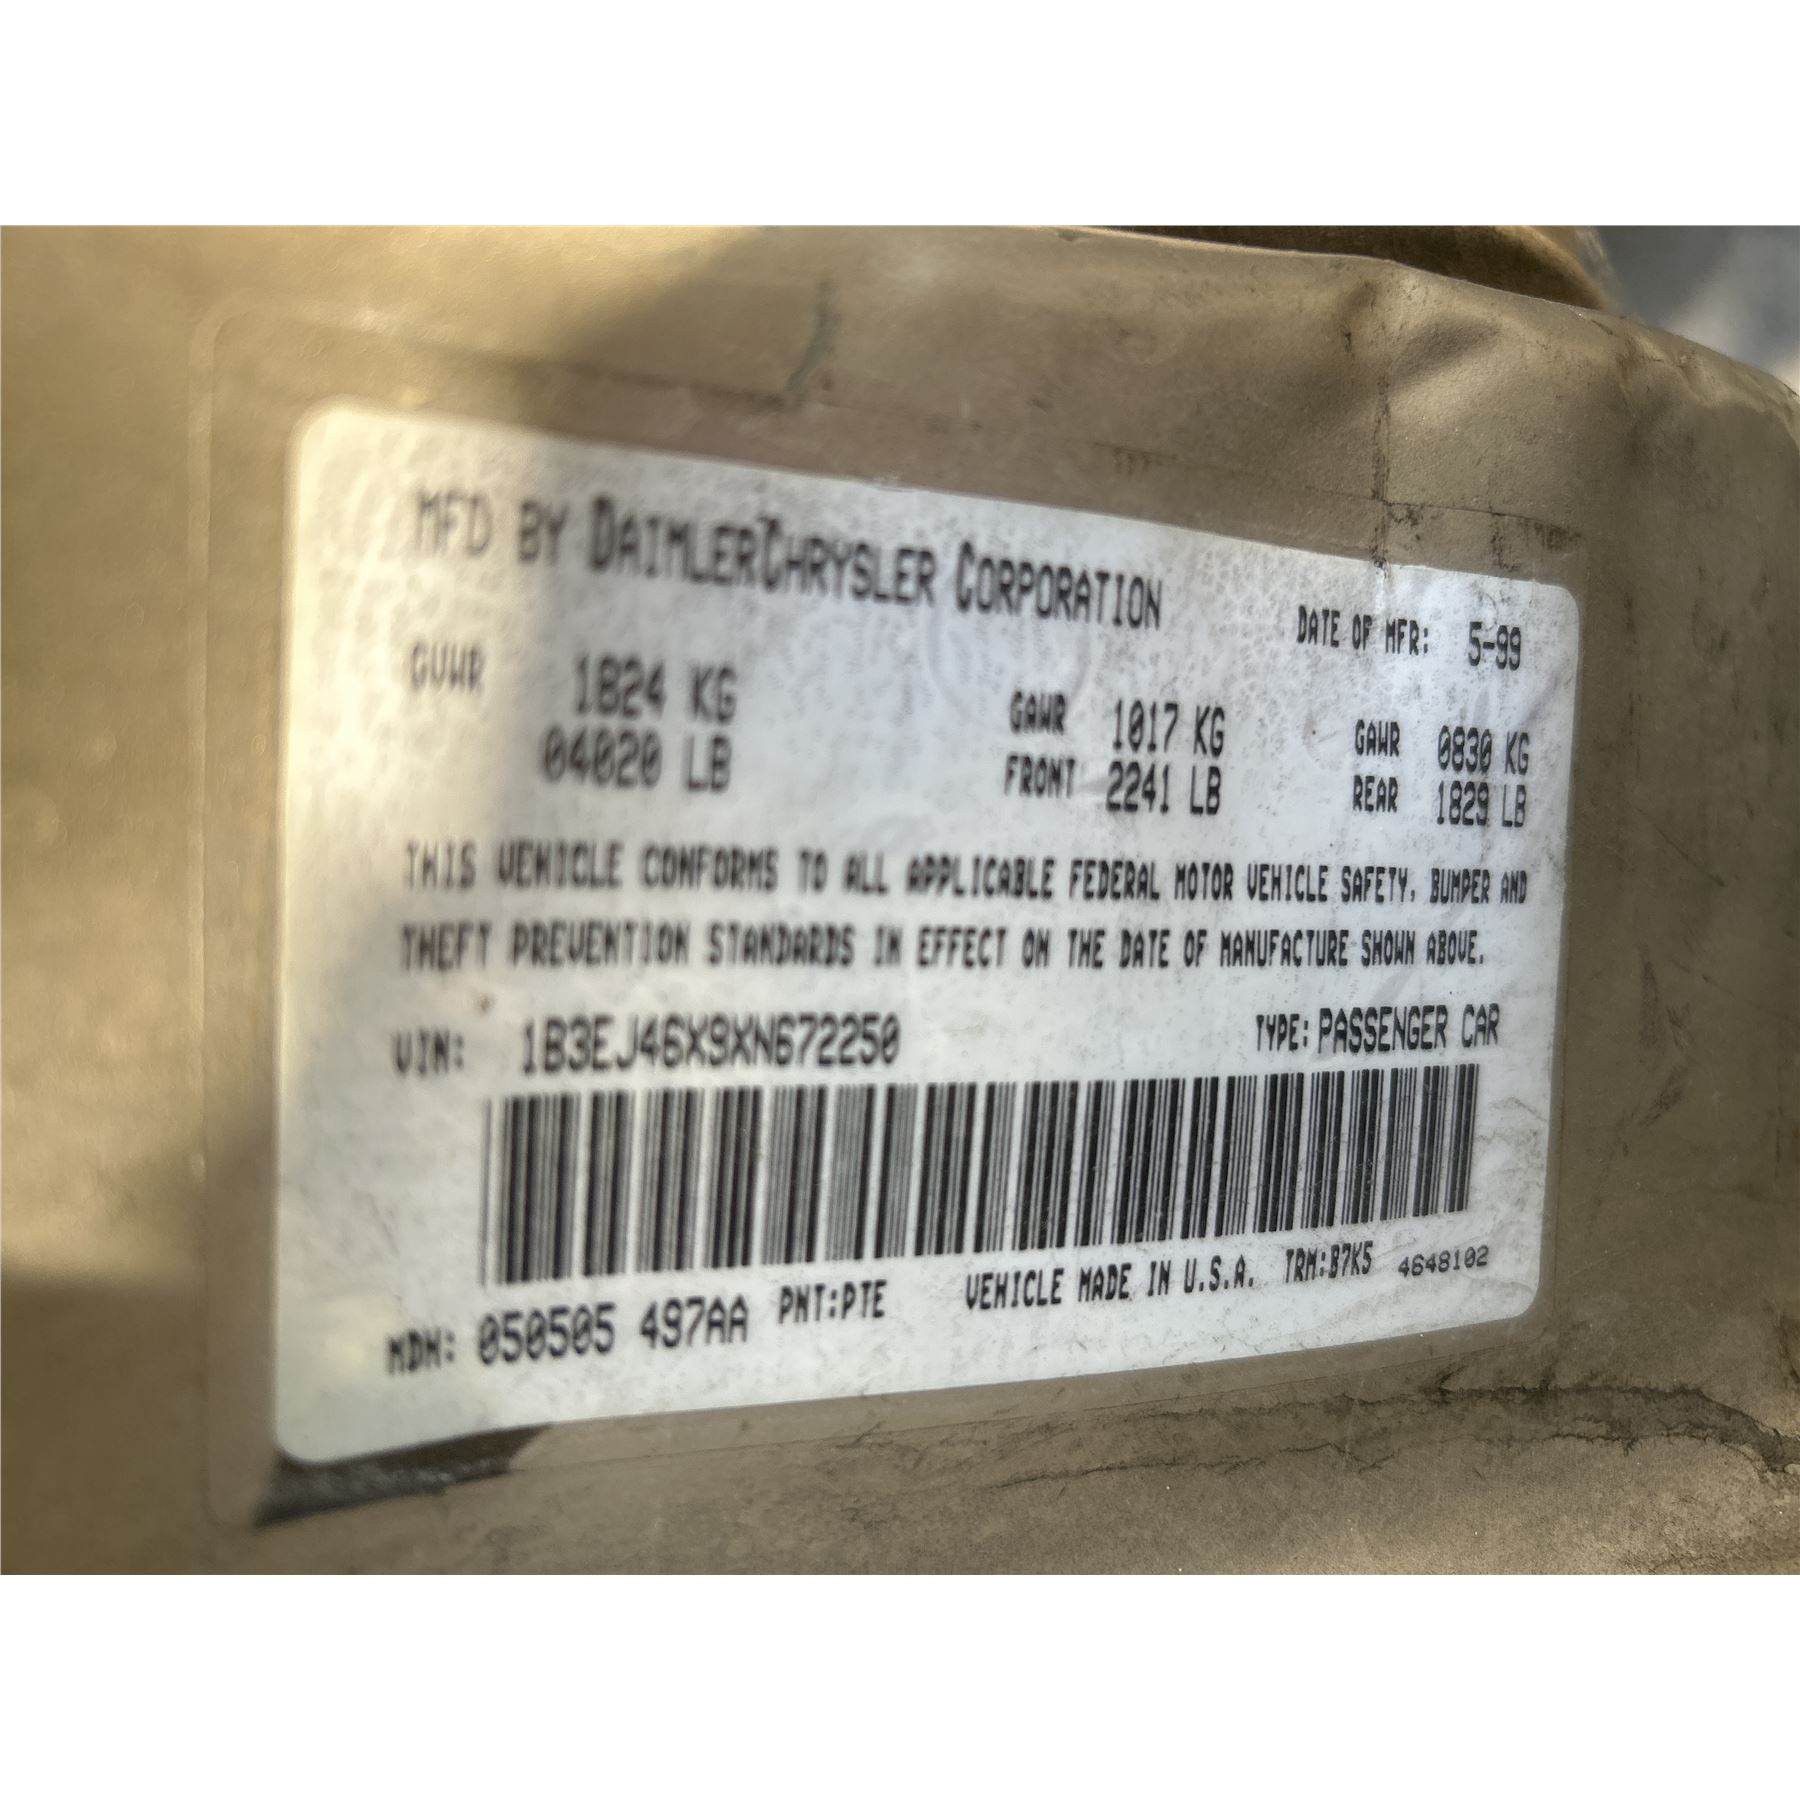 MFD BY DAIMLERCHRYSLER CORPORATION
DATE OF MFR: 5-99
GVWR 1824 KG
04020 LB
GAWR FRONT 1017 KG
2241 LB
GAWR REAR 0830 KG
1829 LB
THIS VEHICLE CONFORMS TO ALL APPLICABLE FEDERAL MOTOR VEHICLE SAFETY, BUMPER AND
THEFT PREVENTION STANDARDS IN EFFECT ON THE DATE OF MANUFACTURE SHOWN ABOVE.
VIN: 1B3EJ46X9XN672250
TYPE: PASSENGER CAR
MDH: 050505 497AA PNT:PTE VEHICLE MADE IN U.S.A. TRM:B7K5 4648102